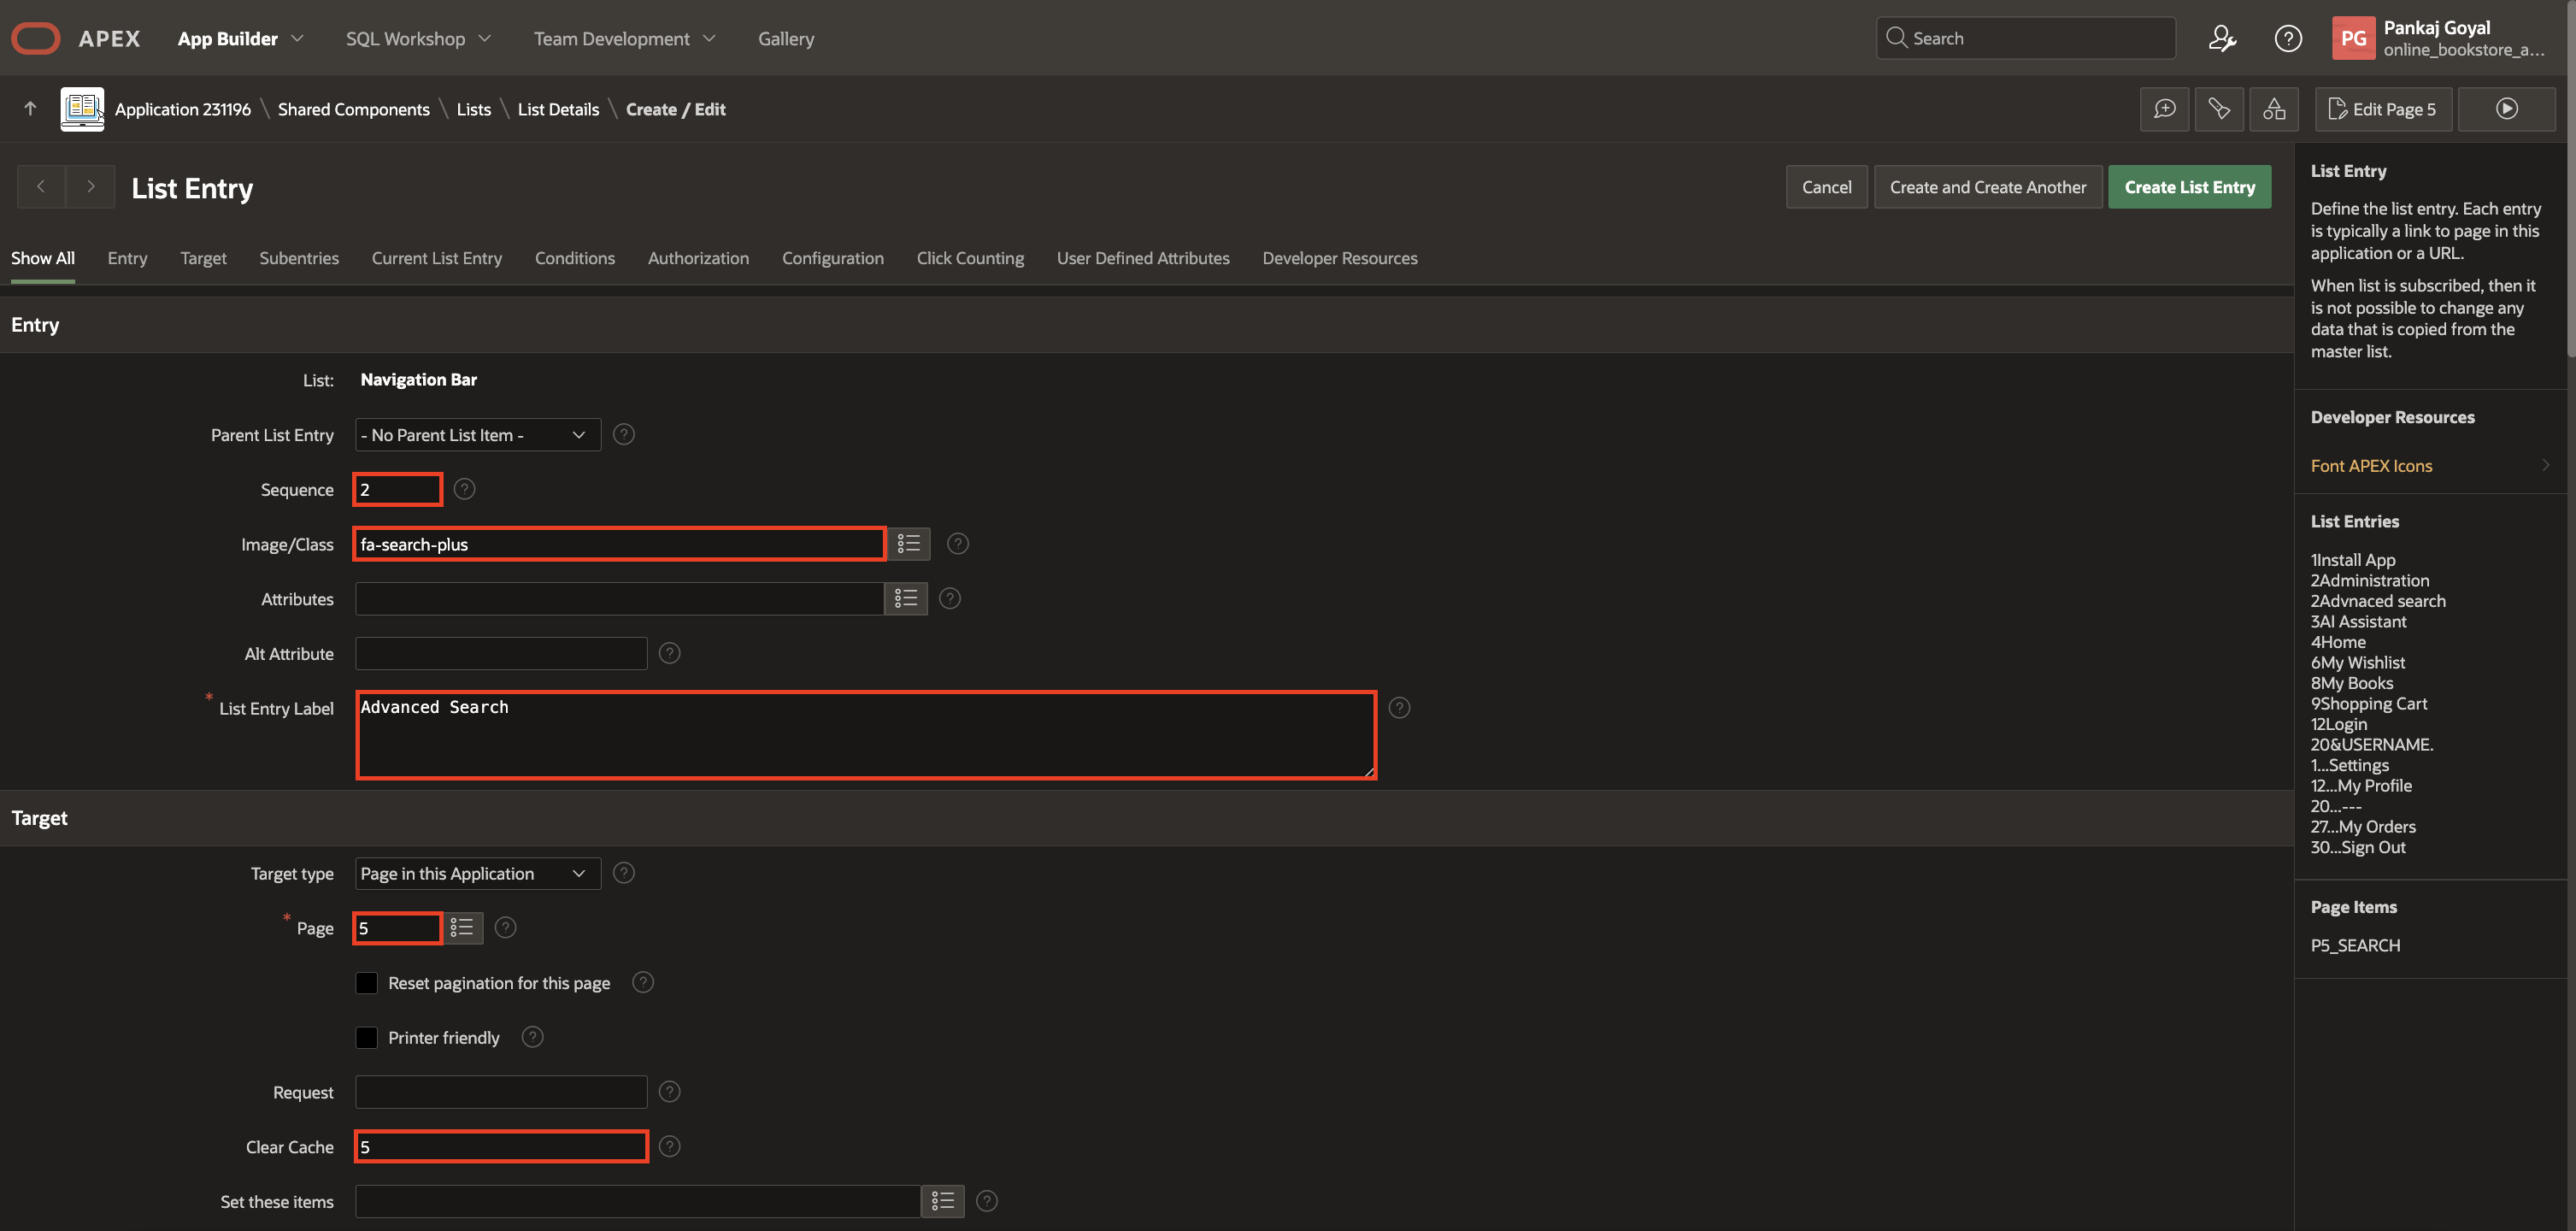 APEX App Builder SQL Workshop Team Development Gallery Search PG Pankaj Goyal
online_bookstore_a...
Application 231196 \ Shared Components \ Lists \ List Details \ Create / Edit Edit Page 5
List Entry Cancel Create and Create Another Create List Entry
Show All Entry Target Subentries Current List Entry Conditions Authorization Configuration Click Counting User Defined Attributes Developer Resources
Entry
List: Navigation Bar
Parent List Entry - No Parent List Item -
Sequence 2
Image/Class fa-search-plus
Attributes
Alt Attribute
* List Entry Label Advanced Search
Target
Target type Page in this Application
* Page 5
Reset pagination for this page
Printer friendly
Request
Clear Cache 5
Set these items
List Entry
Define the list entry. Each entry
is typically a link to page in this
application or a URL.
When list is subscribed, then it
is not possible to change any
data that is copied from the
master list.
Developer Resources
Font APEX Icons
List Entries
1Install App
2Administration
2Advnaced search
3AI Assistant
4Home
6My Wishlist
8My Books
9Shopping Cart
12Login
20&USERNAME.
1...Settings
12...My Profile
20...---
27...My Orders
30...Sign Out
Page Items
P5_SEARCH